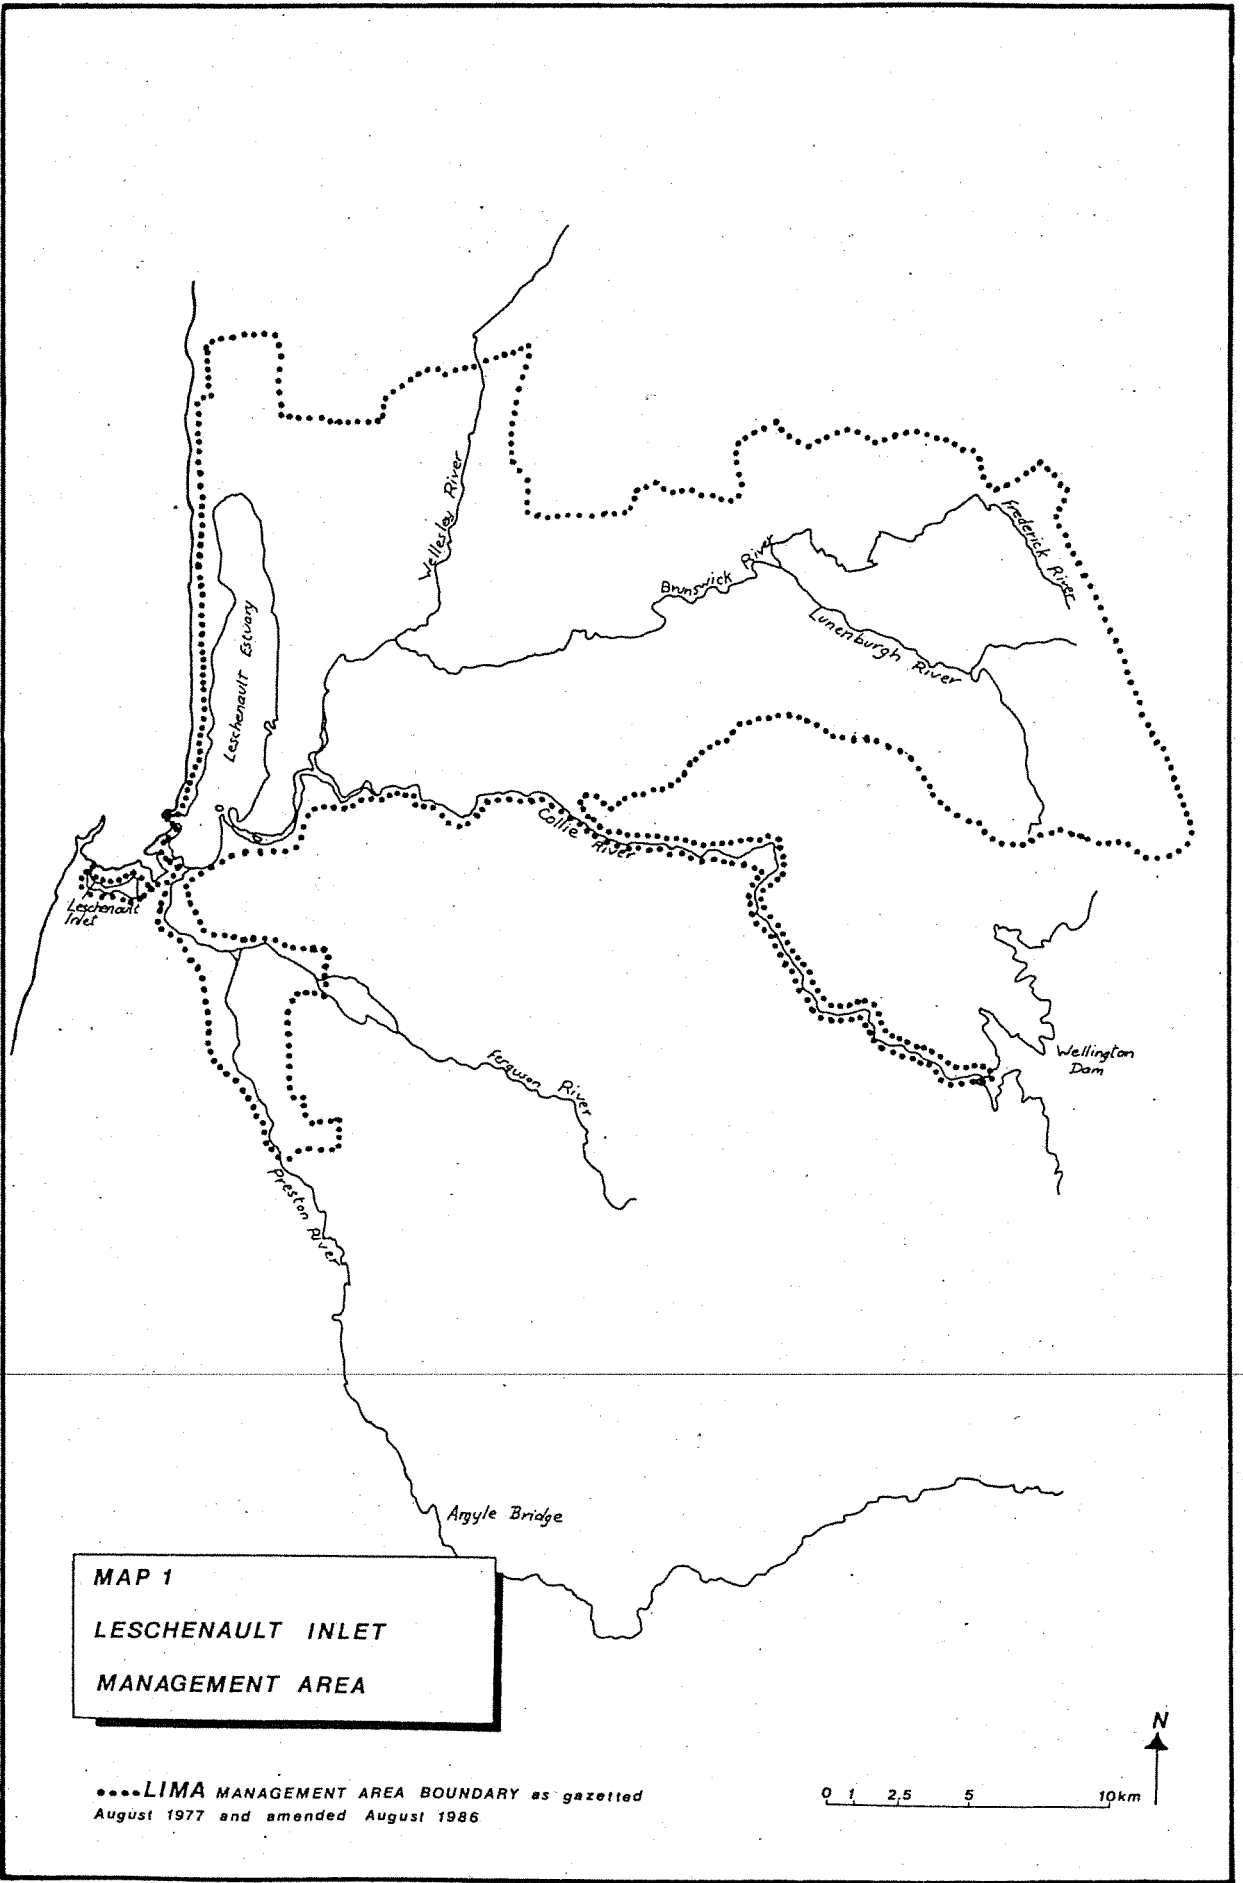 Wellesley River
Frederick River
Brunswick River
Lunenburgh River
Leschenault Estuary
Collie River
Leschenault
Inlet
Wellington
Dam
Ferguson River
Preston River
Argyle Bridge
MAP 1
LESCHENAULT INLET
MANAGEMENT AREA
LIMA MANAGEMENT AREA BOUNDARY as gazetted
August 1977 and amended August 1986
0 1 2,5 5 10km
N